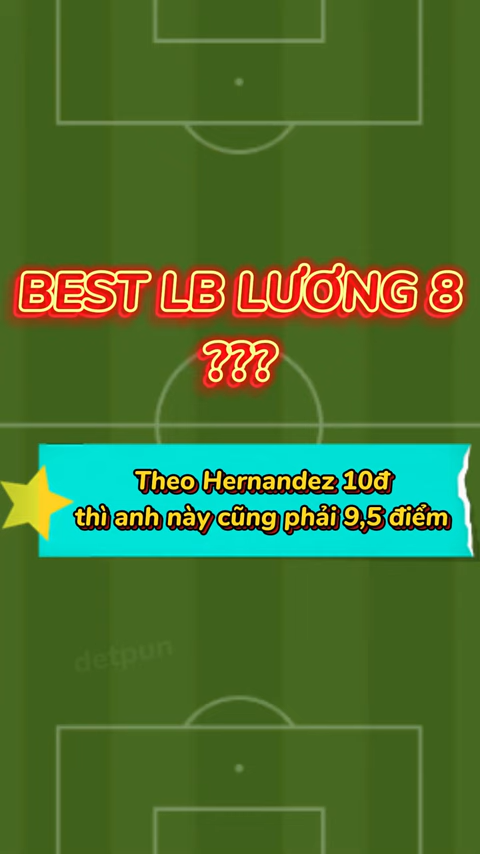 BEST LB LƯƠNG 8
???
Theo Hernandez 10đ
thì anh này cũng phải 9,5 điểm
detpun